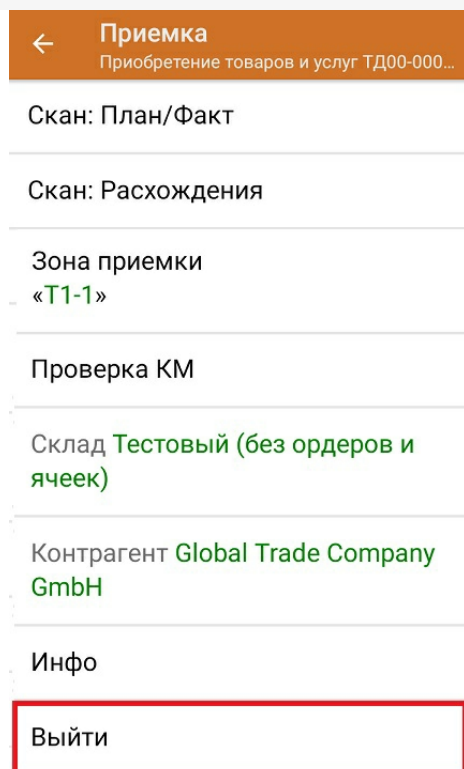 Приемка
Приобретение товаров и услуг ТД00-000...
Скан: План/Факт
Скан: Расхождения
Зона приемки
«Т1-1»
Проверка КМ
Склад Тестовый (без ордеров и
ячеек)
Контрагент Global Trade Company
GmbH
Инфо
Выйти